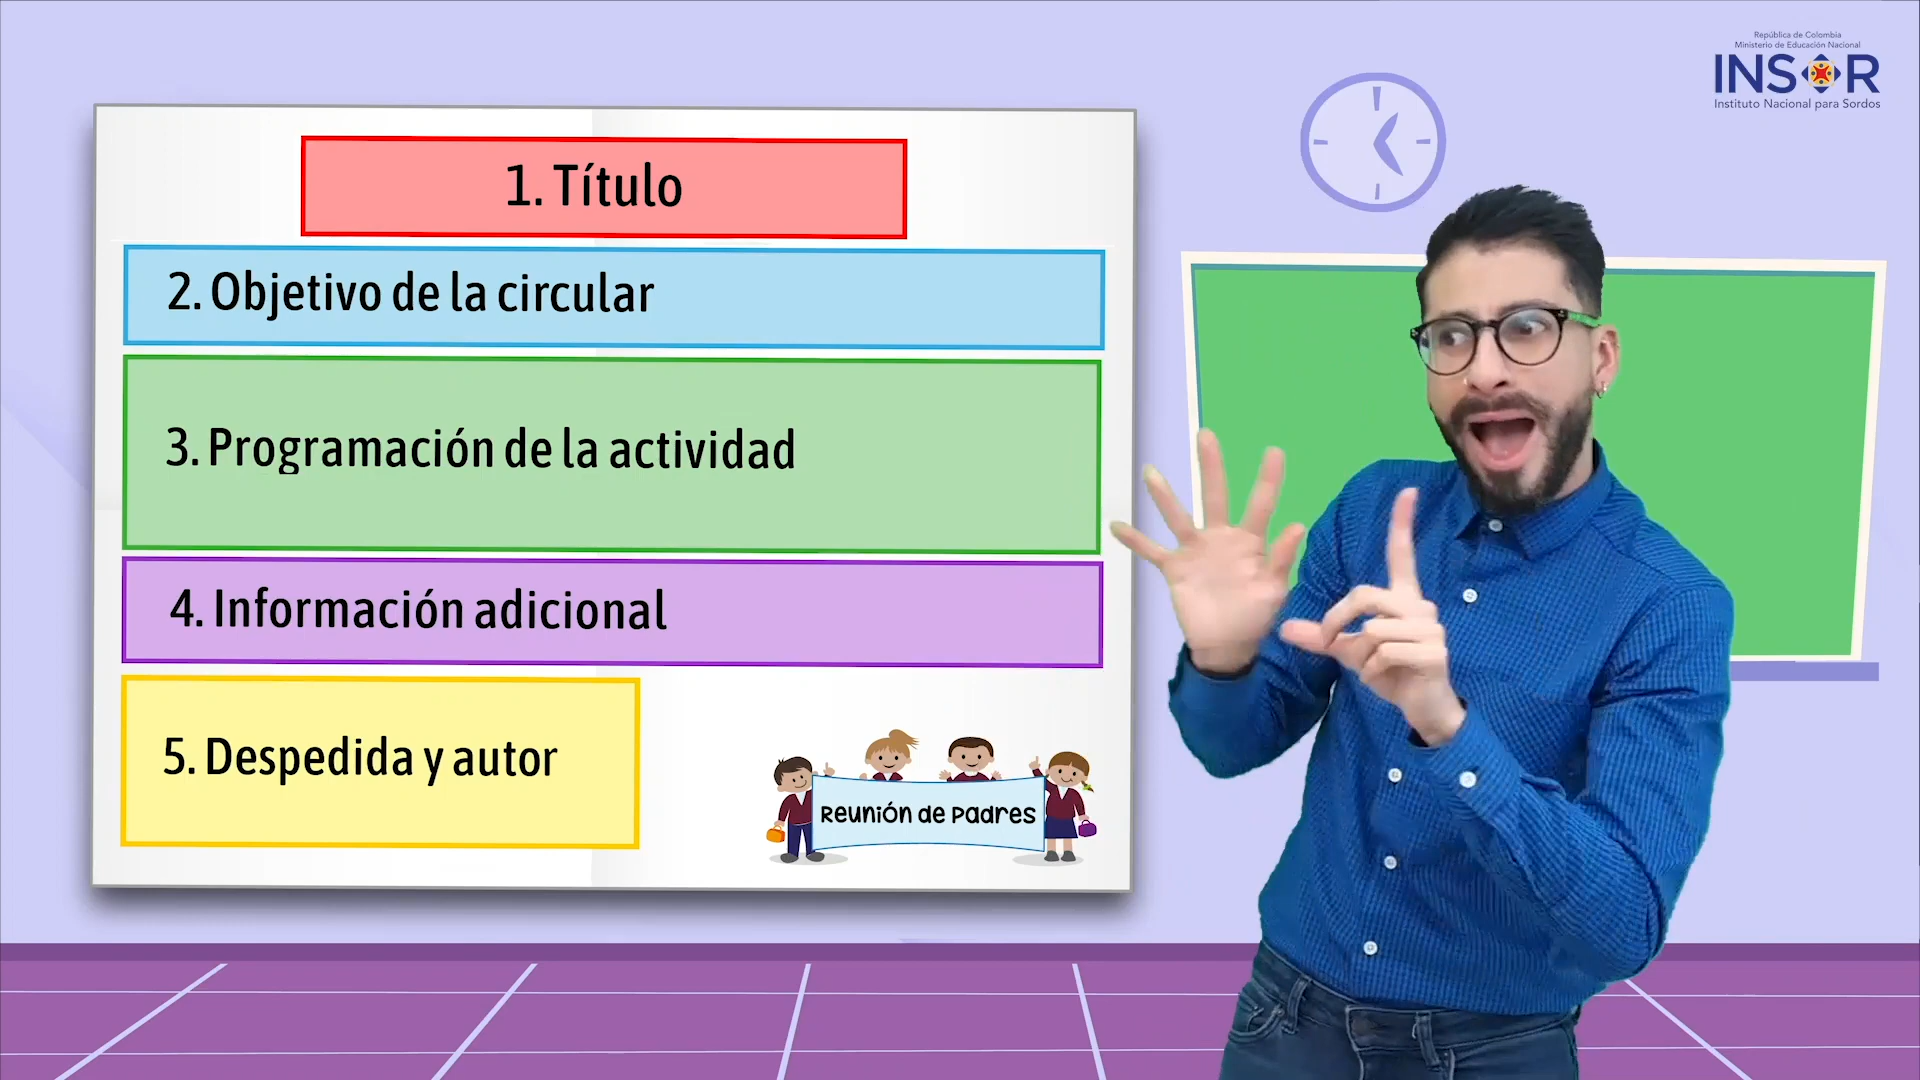 República de Colombia
Ministerio de Educación Nacional
INSOR
Instituto Nacional para Sordos
1. Título
2. Objetivo de la circular
3. Programación de la actividad
4. Información adicional
5. Despedida y autor
Reunión de Padres